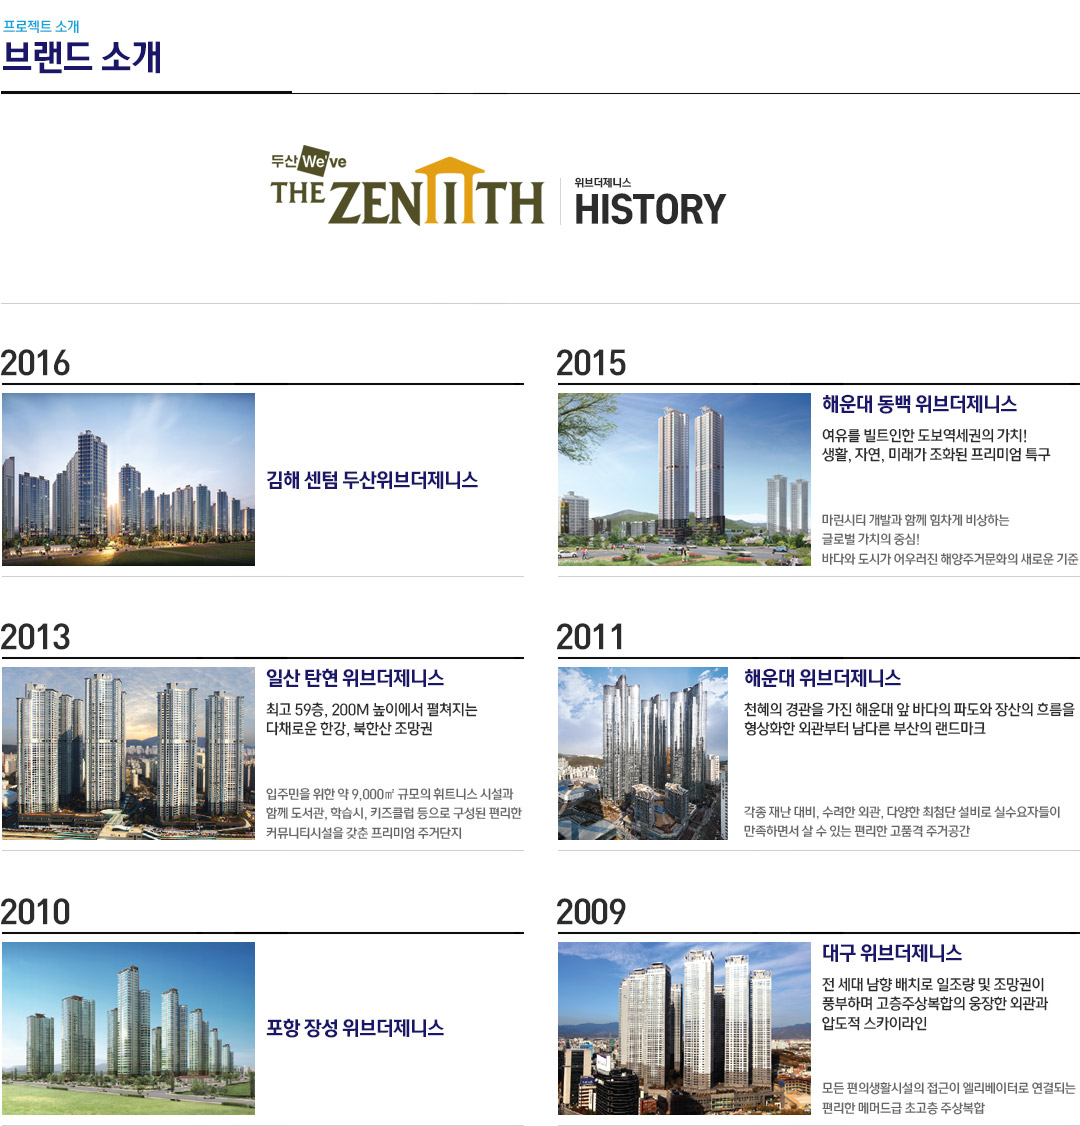 프로젝트 소개
브랜드 소개
두산 We've
THE ZENITH
위브더제니스
HISTORY
2016
김해 센텀 두산위브더제니스
2015
해운대 동백 위브더제니스
여유를 빌트인한 도보역세권의 가치!
생활, 자연, 미래가 조화된 프리미엄 특구
마린시티 개발과 함께 힘차게 비상하는
글로벌 가치의 중심!
바다와 도시가 어우러진 해양주거문화의 새로운 기준
2013
일산 탄현 위브더제니스
최고 59층, 200M 높이에서 펼쳐지는
다채로운 한강, 북한산 조망권
입주민을 위한 약 9,000㎡ 규모의 휘트니스 시설과
함께 도서관, 학습시, 키즈클럽 등으로 구성된 편리한
커뮤니티시설을 갖춘 프리미엄 주거단지
2011
해운대 위브더제니스
천혜의 경관을 가진 해운대 앞 바다의 파도와 장산의 흐름을
형상화한 외관부터 남다른 부산의 랜드마크
각종 재난 대비, 수려한 외관, 다양한 최첨단 설비로 실수요자들이
만족하면서 살 수 있는 편리한 고품격 주거공간
2010
포항 장성 위브더제니스
2009
대구 위브더제니스
전 세대 남향 배치로 일조량 및 조망권이
풍부하며 고층주상복합의 웅장한 외관과
압도적 스카이라인
모든 편의생활시설의 접근이 엘리베이터로 연결되는
편리한 메머드급 초고층 주상복합